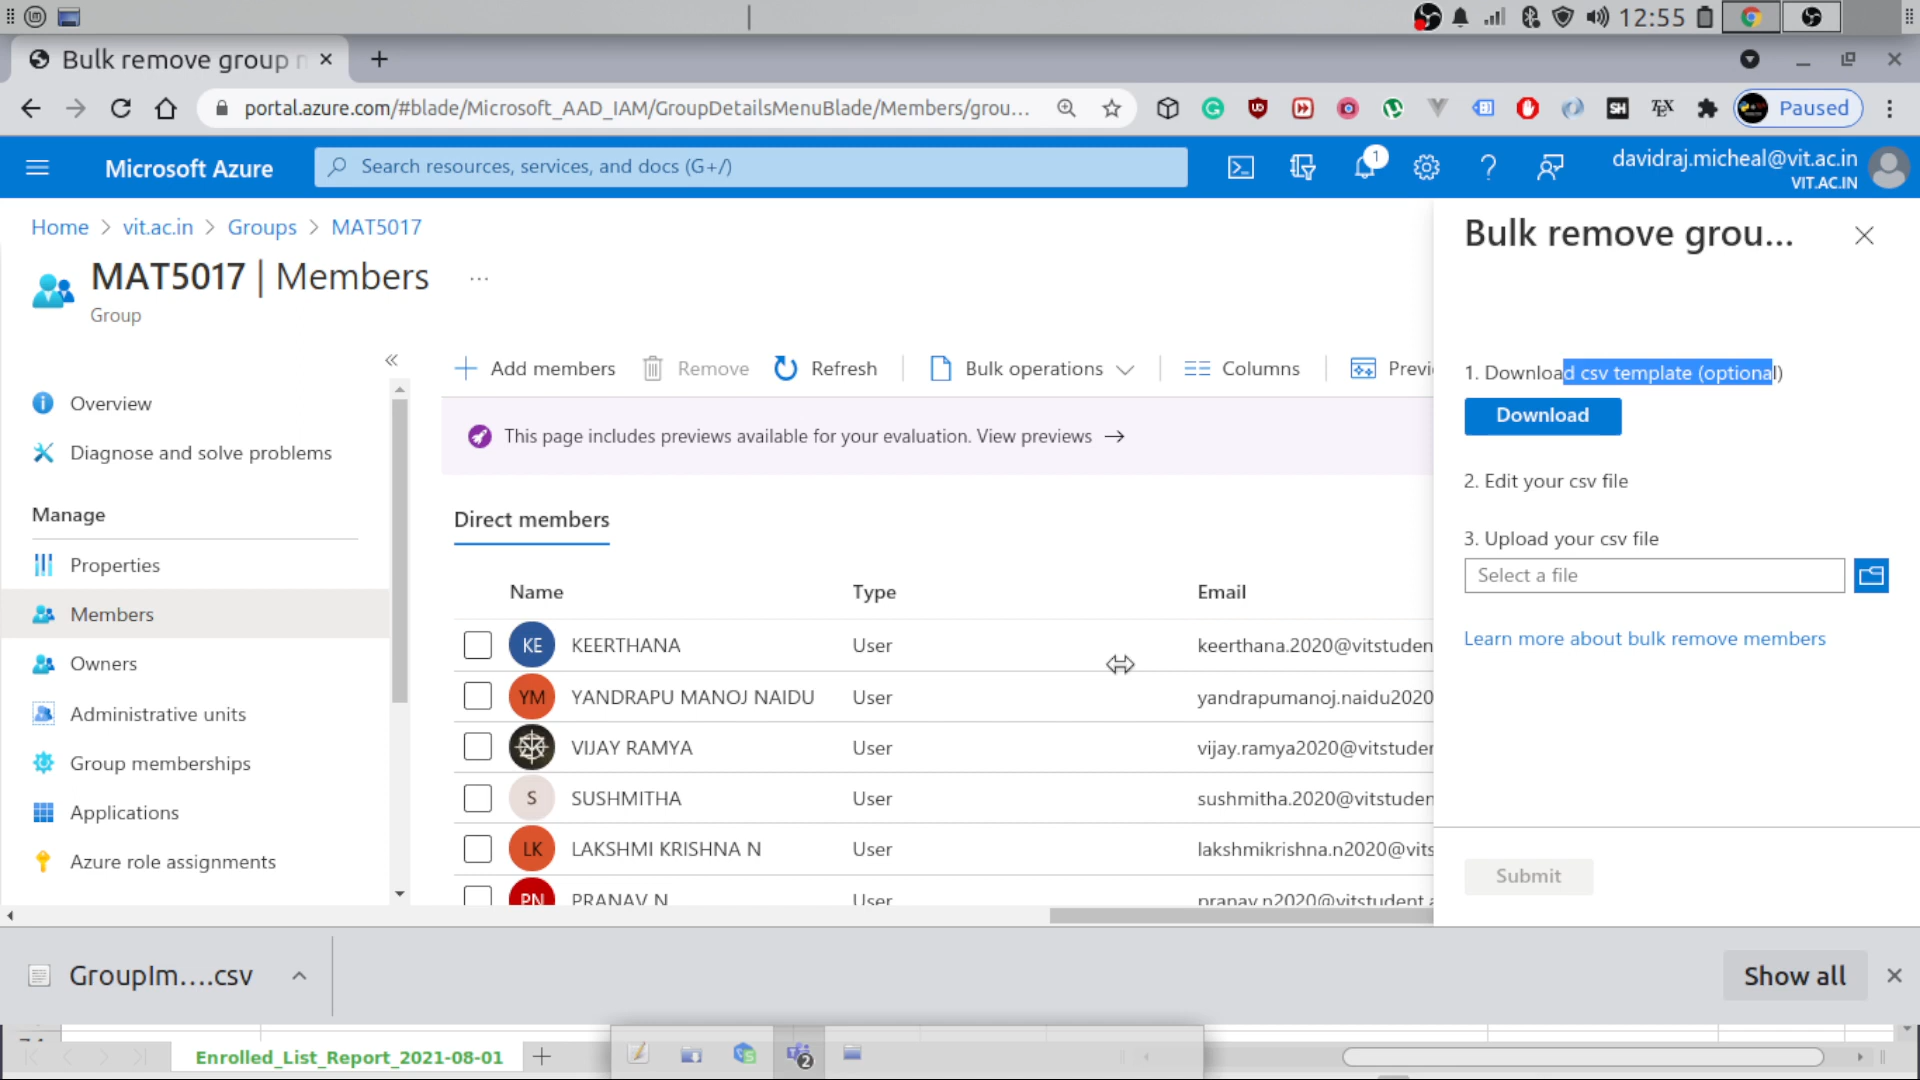 12:55
Bulk remove group
portal.azure.com/#blade/Microsoft_AAD_IAM/GroupDetailsMenuBlade/Members/grou...
Paused
Microsoft Azure
Search resources, services, and docs (G+/)
1
davidraj.micheal@vit.ac.in
VIT.AC.IN
Home > vit.ac.in > Groups > MAT5017
MAT5017 | Members ...
Group
Overview
Diagnose and solve problems
Manage
Properties
Members
Owners
Administrative units
Group memberships
Applications
Azure role assignments
Add members
Remove
Refresh
Bulk operations
Columns
Previ
This page includes previews available for your evaluation. View previews →
Direct members
Name Type Email
KE KEERTHANA User keerthana.2020@vitstuden
YM YANDRAPU MANOJ NAIDU User yandrapumanoj.naidu2020
VIJAY RAMYA User vijay.ramya2020@vitstuder
S SUSHMITHA User sushmitha.2020@vitstuder
LK LAKSHMI KRISHNA N User lakshmikrishna.n2020@vits
PN PRANAV N User pranav.n2020@vitstudent.a
Bulk remove grou...
1. Download csv template (optional)
Download
2. Edit your csv file
3. Upload your csv file
Select a file
Learn more about bulk remove members
Submit
GroupIm....csv
Show all
Enrolled_List_Report_2021-08-01
2